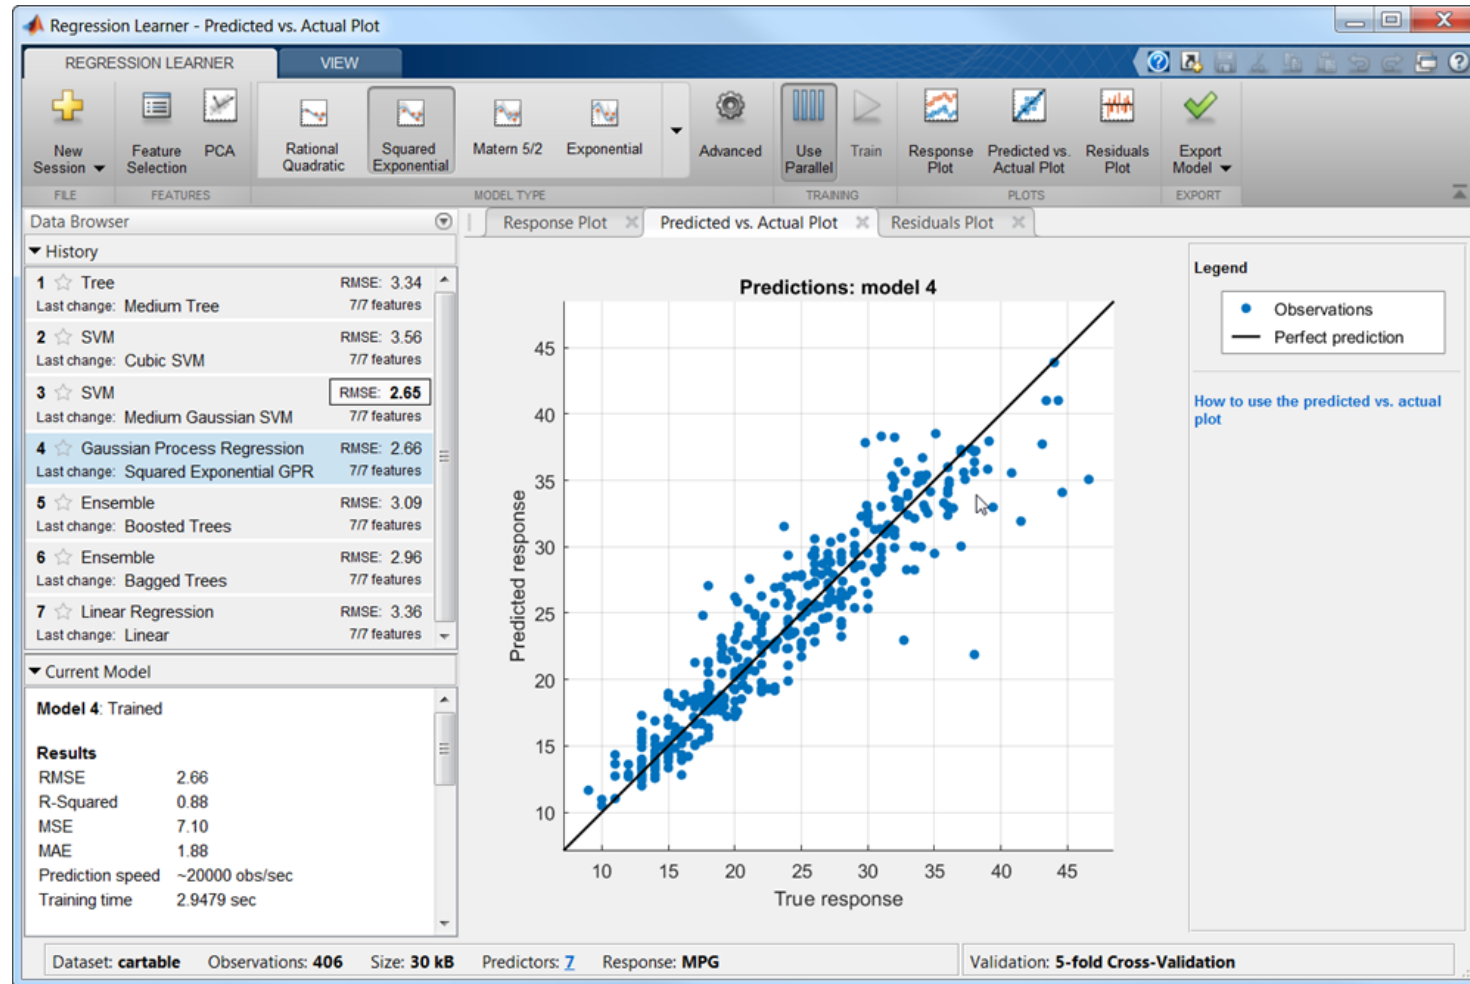 Regression Learner - Predicted vs. Actual Plot
REGRESSION LEARNER VIEW
New Session
Feature Selection
PCA
Rational Quadratic
Squared Exponential
Matern 5/2
Exponential
Advanced
Use Parallel
Train
Response Plot
Predicted vs. Actual Plot
Residuals Plot
Export Model
FILE FEATURES MODEL TYPE TRAINING PLOTS EXPORT
Data Browser
Response Plot Predicted vs. Actual Plot Residuals Plot
History
1 Tree RMSE: 3.34
Last change: Medium Tree 7/7 features
2 SVM RMSE: 3.56
Last change: Cubic SVM 7/7 features
3 SVM RMSE: 2.65
Last change: Medium Gaussian SVM 7/7 features
4 Gaussian Process Regression RMSE: 2.66
Last change: Squared Exponential GPR 7/7 features
5 Ensemble RMSE: 3.09
Last change: Boosted Trees 7/7 features
6 Ensemble RMSE: 2.96
Last change: Bagged Trees 7/7 features
7 Linear Regression RMSE: 3.36
Last change: Linear 7/7 features
Current Model
Model 4: Trained
Results
RMSE 2.66
R-Squared 0.88
MSE 7.10
MAE 1.88
Prediction speed ~20000 obs/sec
Training time 2.9479 sec
Predictions: model 4
Predicted response
45
40
35
30
25
20
15
10
10 15 20 25 30 35 40 45
True response
Legend
Observations
Perfect prediction
How to use the predicted vs. actual
plot
Dataset: cartable Observations: 406 Size: 30 kB Predictors: 7 Response: MPG Validation: 5-fold Cross-Validation